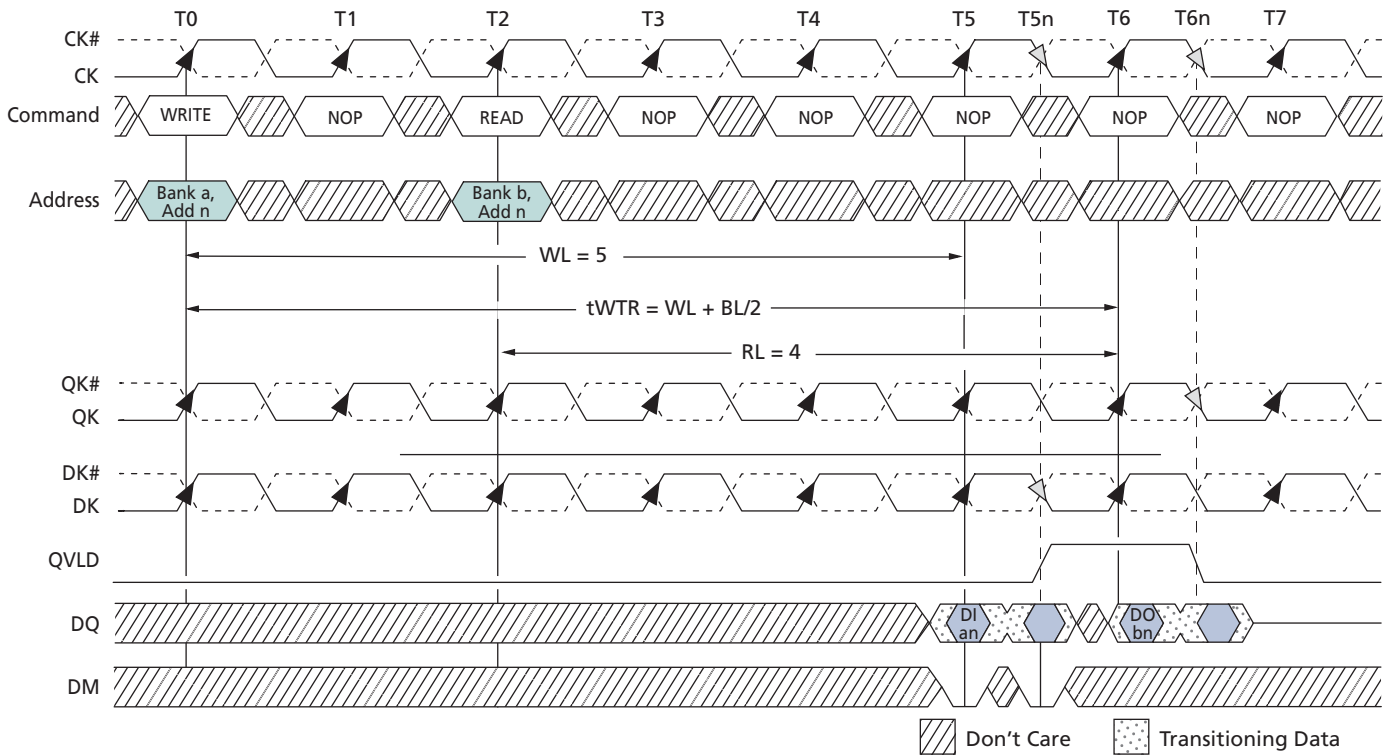 T0 T1 T2 T3 T4 T5 T5n T6 T6n T7
CK#
CK
Command WRITE NOP READ NOP NOP NOP NOP NOP
Address Bank a, Add n Bank b, Add n
WL = 5
tWTR = WL + BL/2
RL = 4
QK#
QK
DK#
DK
QVLD
DQ DI an DO bn
DM
Don't Care Transitioning Data